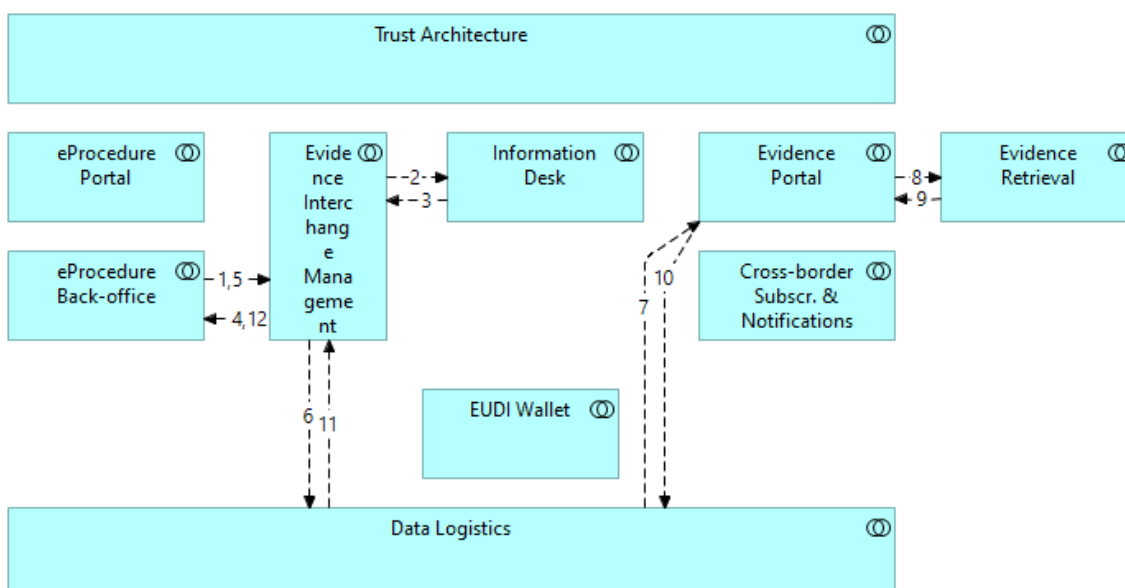 Trust Architecture
eProcedure
Portal
Evide
nce
Interc
hang
e
Mana
geme
nt
2
3
Information
Desk
Evidence
Portal
8
9
Evidence
Retrieval
eProcedure
Back-office
1,5
4,12
10
7
Cross-border
Subscr. &
Notifications
6
11
EUDI Wallet
Data Logistics